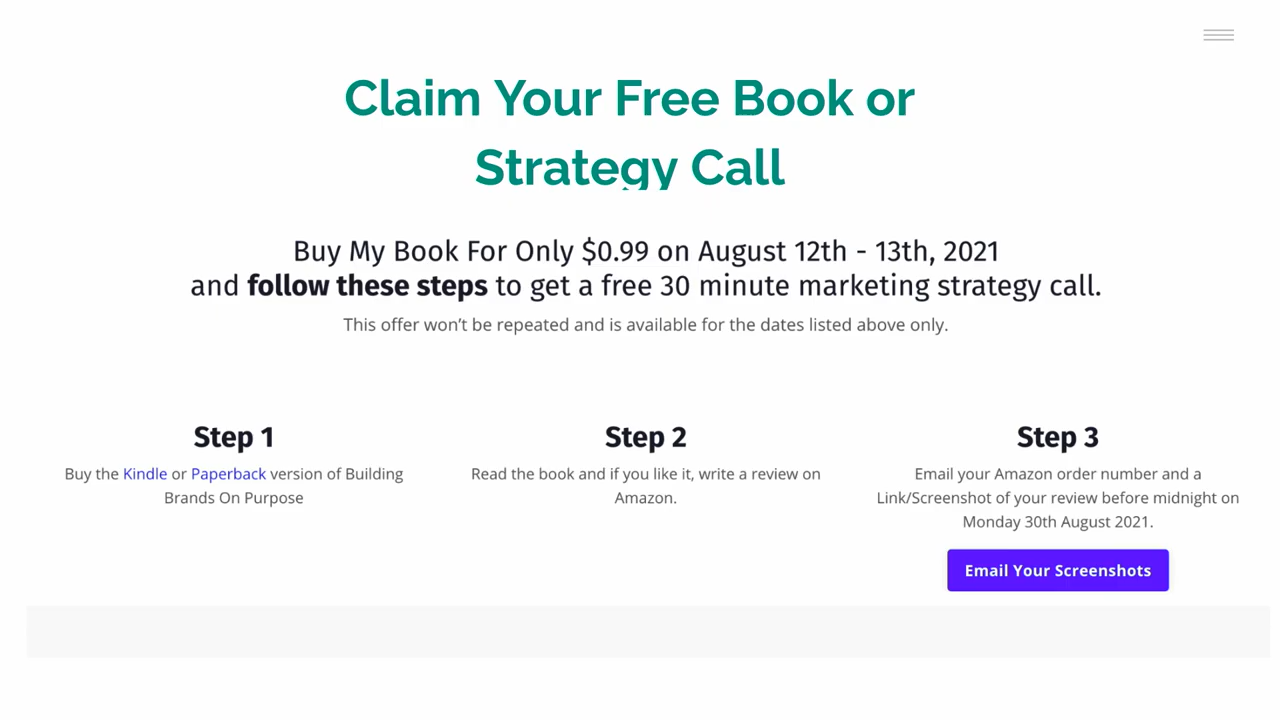 Claim Your Free Book or
Strategy Call
Buy My Book For Only $0.99 on August 12th - 13th, 2021
and follow these steps to get a free 30 minute marketing strategy call.
This offer won’t be repeated and is available for the dates listed above only.
Step 1
Buy the Kindle or Paperback version of Building
Brands On Purpose
Step 2
Read the book and if you like it, write a review on
Amazon.
Step 3
Email your Amazon order number and a
Link/Screenshot of your review before midnight on
Monday 30th August 2021.
Email Your Screenshots